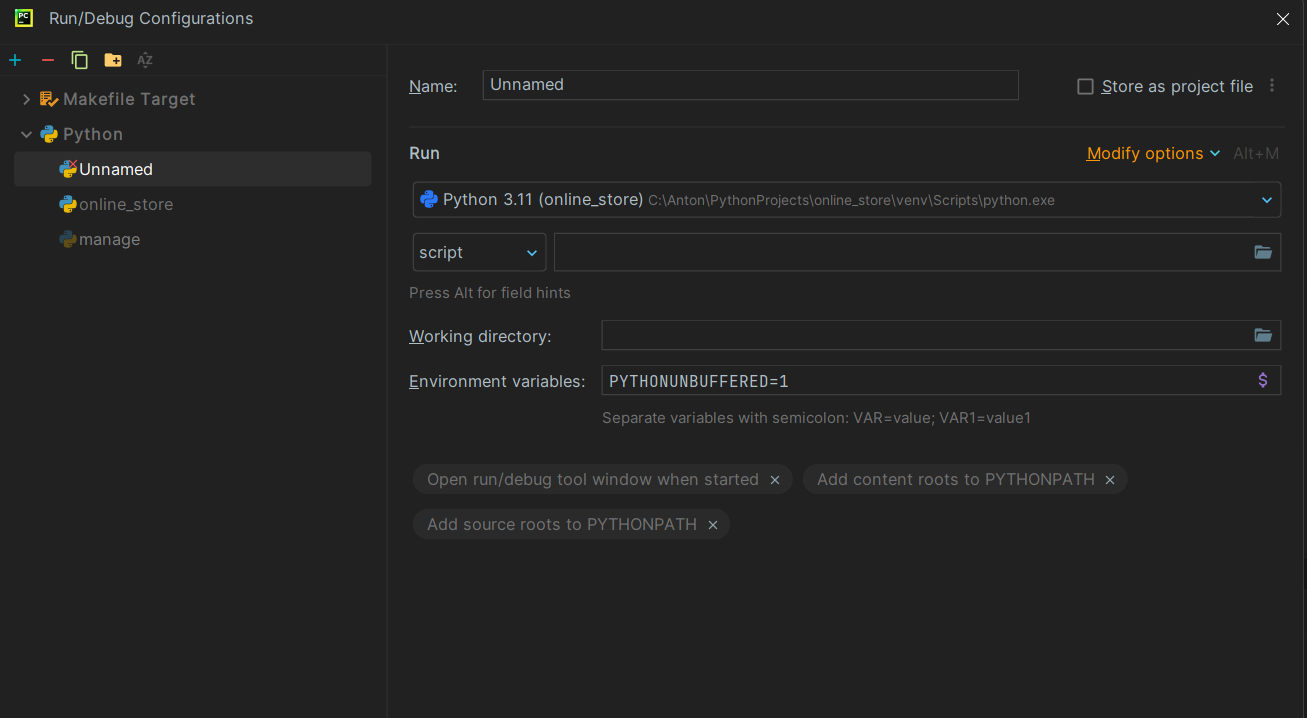 PC Run/Debug Configurations
AZ
Makefile Target
Python
Unnamed
online_store
manage
Name: Unnamed Store as project file
Run Modify options Alt+M
Python 3.11 (online_store) C:\Anton\PythonProjects\online_store\venv\Scripts\python.exe
script
Press Alt for field hints
Working directory:
Environment variables: PYTHONUNBUFFERED=1 $
Separate variables with semicolon: VAR=value; VAR1=value1
Open run/debug tool window when started × Add content roots to PYTHONPATH ×
Add source roots to PYTHONPATH ×